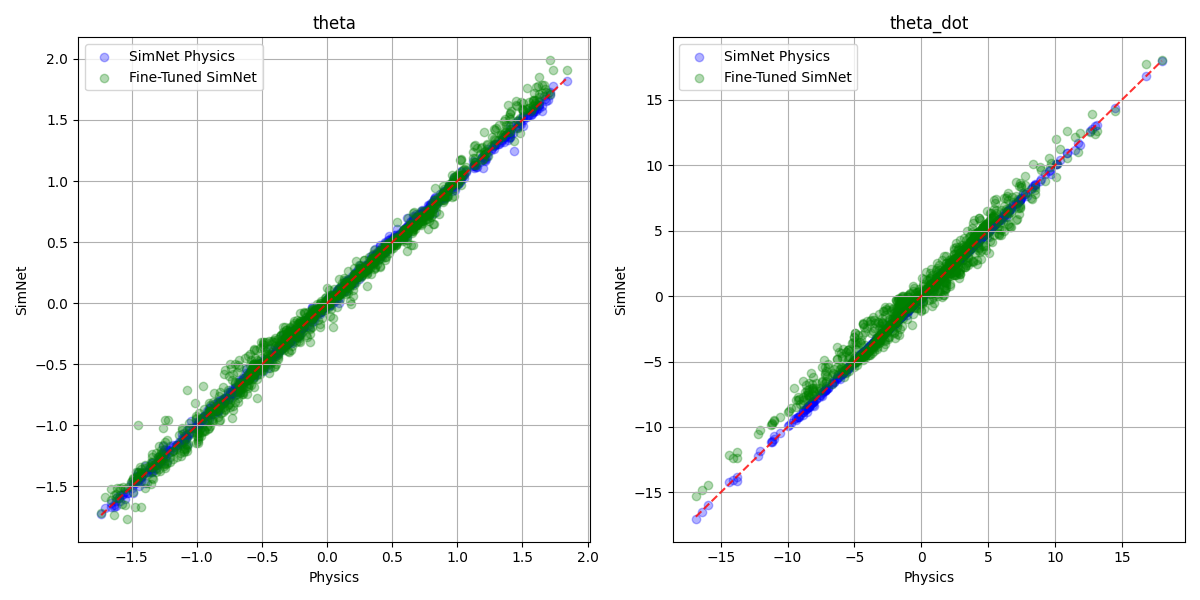 theta
SimNet Physics
Fine-Tuned SimNet
2.0
1.5
1.0
0.5
0.0
−0.5
−1.0
−1.5
SimNet
−1.5 −1.0 −0.5 0.0 0.5 1.0 1.5 2.0
Physics
theta_dot
SimNet Physics
Fine-Tuned SimNet
15
10
5
0
−5
−10
−15
SimNet
−15 −10 −5 0 5 10 15
Physics